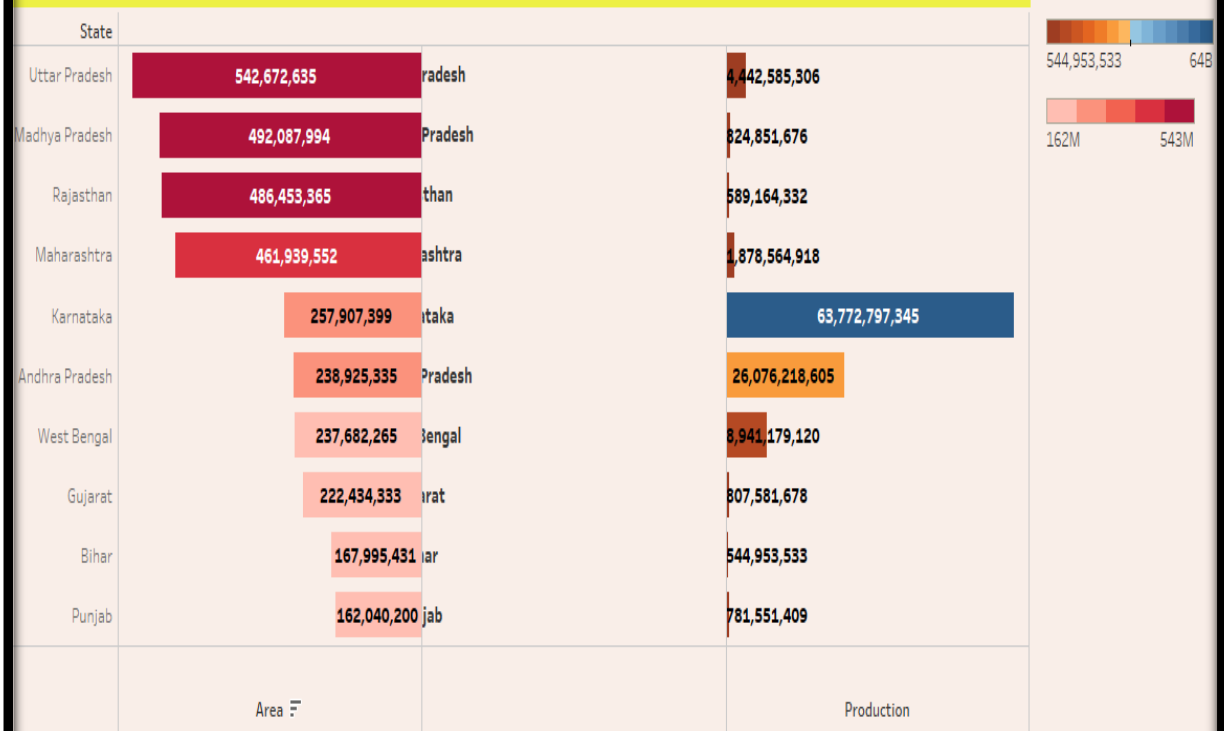 State
544,953,533 64B
162M 543M
Uttar Pradesh 542,672,635 radesh 4,442,585,306
Madhya Pradesh 492,087,994 Pradesh 824,851,676
Rajasthan 486,453,365 than 589,164,332
Maharashtra 461,939,552 ashtra 1,878,564,918
Karnataka 257,907,399 taka 63,772,797,345
Andhra Pradesh 238,925,335 Pradesh 26,076,218,605
West Bengal 237,682,265 Bengal 8,941,179,120
Gujarat 222,434,333 arat 807,581,678
Bihar 167,995,431 ar 544,953,533
Punjab 162,040,200 jab 781,551,409
Area Production